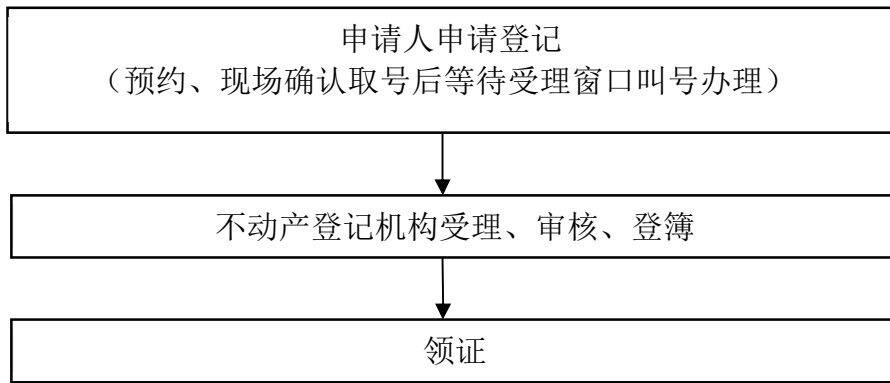 申请人申请登记
（预约、现场确认取号后等待受理窗口叫号办理）
不动产登记机构受理、审核、登簿
领证